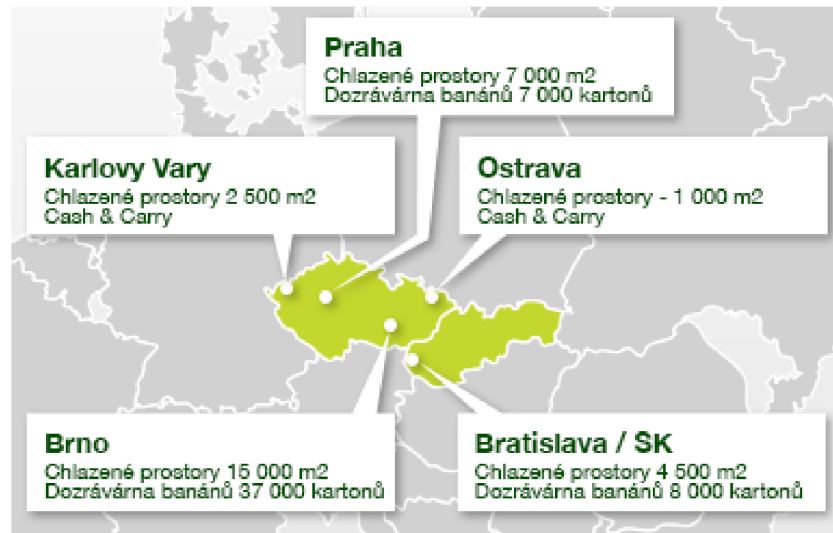 Praha
Chlazené prostory 7 000 m2
Dozrávárna banánů 7 000 kartonů
Karlovy Vary
Chlazené prostory 2 500 m2
Cash & Carry
Ostrava
Chlazené prostory - 1 000 m2
Cash & Carry
Brno
Chlazené prostory 15 000 m2
Dozrávárna banánů 37 000 kartonů
Bratislava / SK
Chlazené prostory 4 500 m2
Dozrávárna banánů 8 000 kartonů